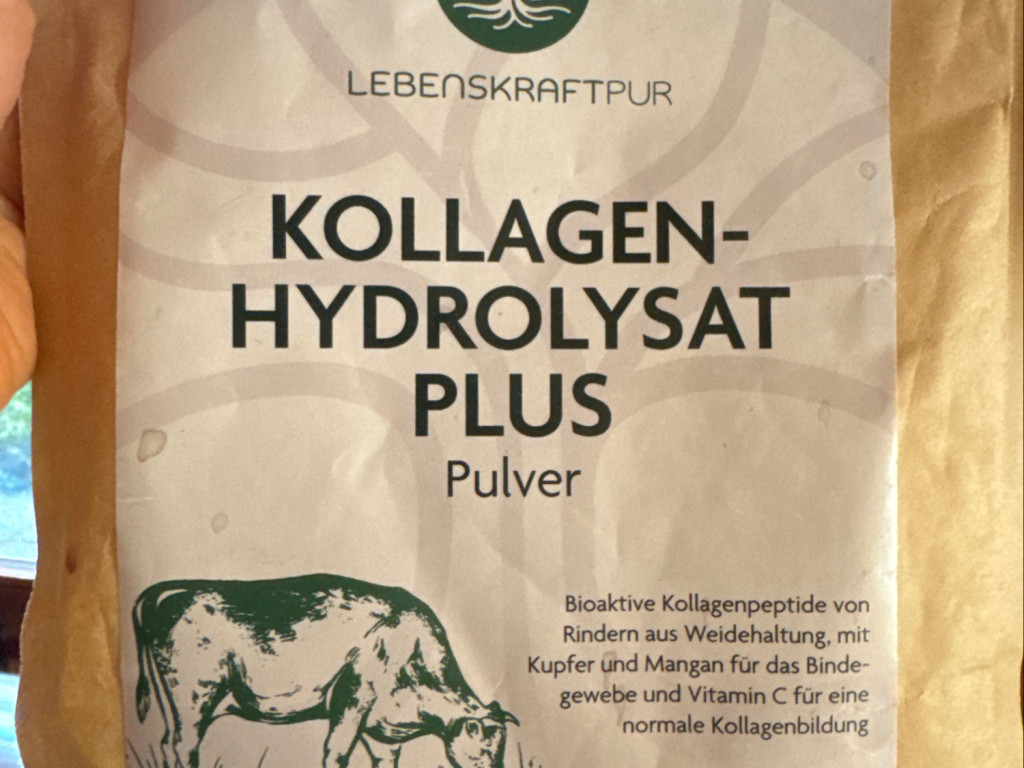 LEBENSKRAFTPUR
KOLLAGEN-
HYDROLYSAT
PLUS
Pulver
Bioaktive Kollagenpeptide von
Rindern aus Weidehaltung, mit
Kupfer und Mangan für das Binde-
gewebe und Vitamin C für eine
normale Kollagenbildung